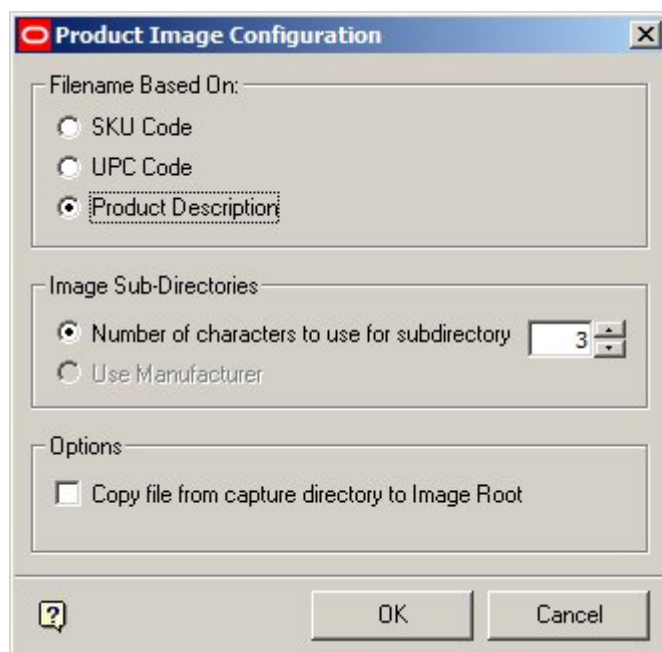 Product Image Configuration
Filename Based On:
SKU Code
UPC Code
Product Description
Image Sub-Directories
Number of characters to use for subdirectory 3
Use Manufacturer
Options
Copy file from capture directory to Image Root
? OK Cancel